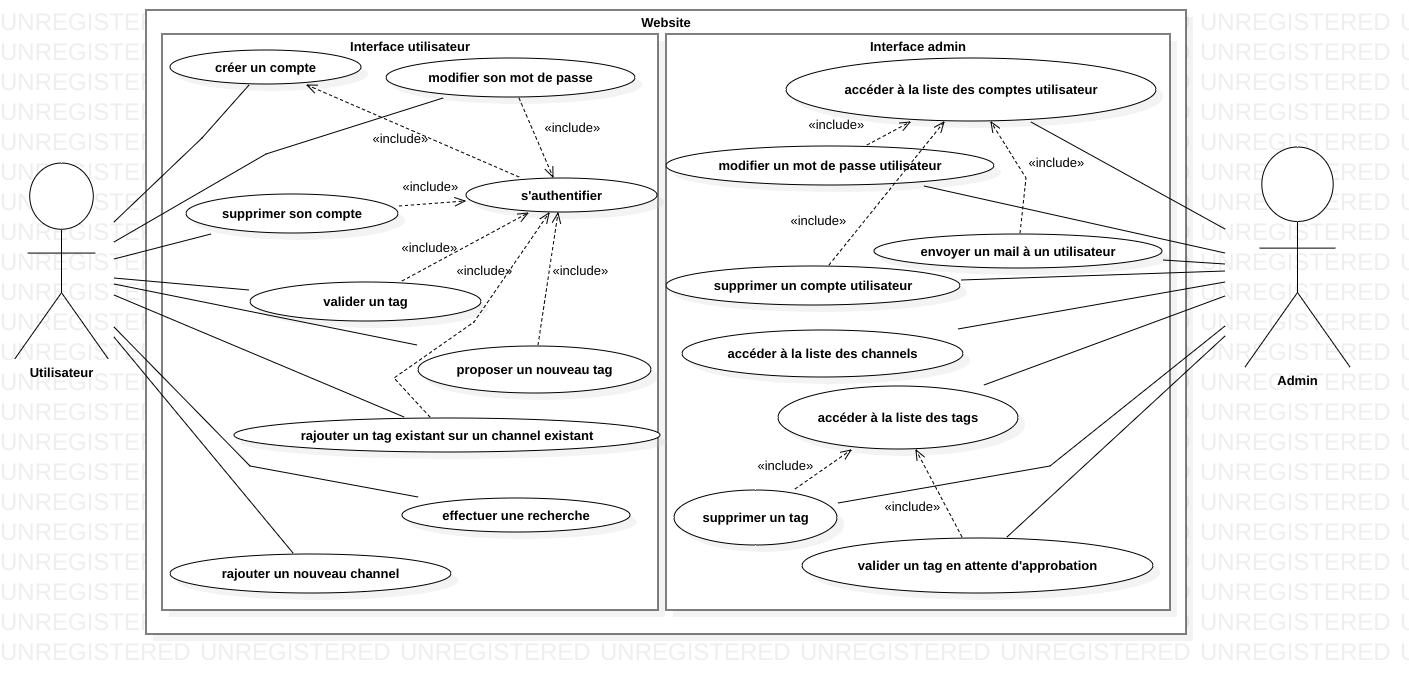 Website
Interface utilisateur
créer un compte
modifier son mot de passe
«include»
«include»
«include»
s'authentifier
supprimer son compte
«include»
«include»
«include»
valider un tag
proposer un nouveau tag
rajouter un tag existant sur un channel existant
effectuer une recherche
rajouter un nouveau channel
Utilisateur
Interface admin
accéder à la liste des comptes utilisateur
«include»
modifier un mot de passe utilisateur
«include»
«include»
envoyer un mail à un utilisateur
supprimer un compte utilisateur
accéder à la liste des channels
accéder à la liste des tags
«include»
supprimer un tag
«include»
valider un tag en attente d'approbation
Admin
UNREGISTERED UNREGISTERED UNREGISTERED UNREGISTERED UNREGISTERED UNREGISTERED UNREGISTERED